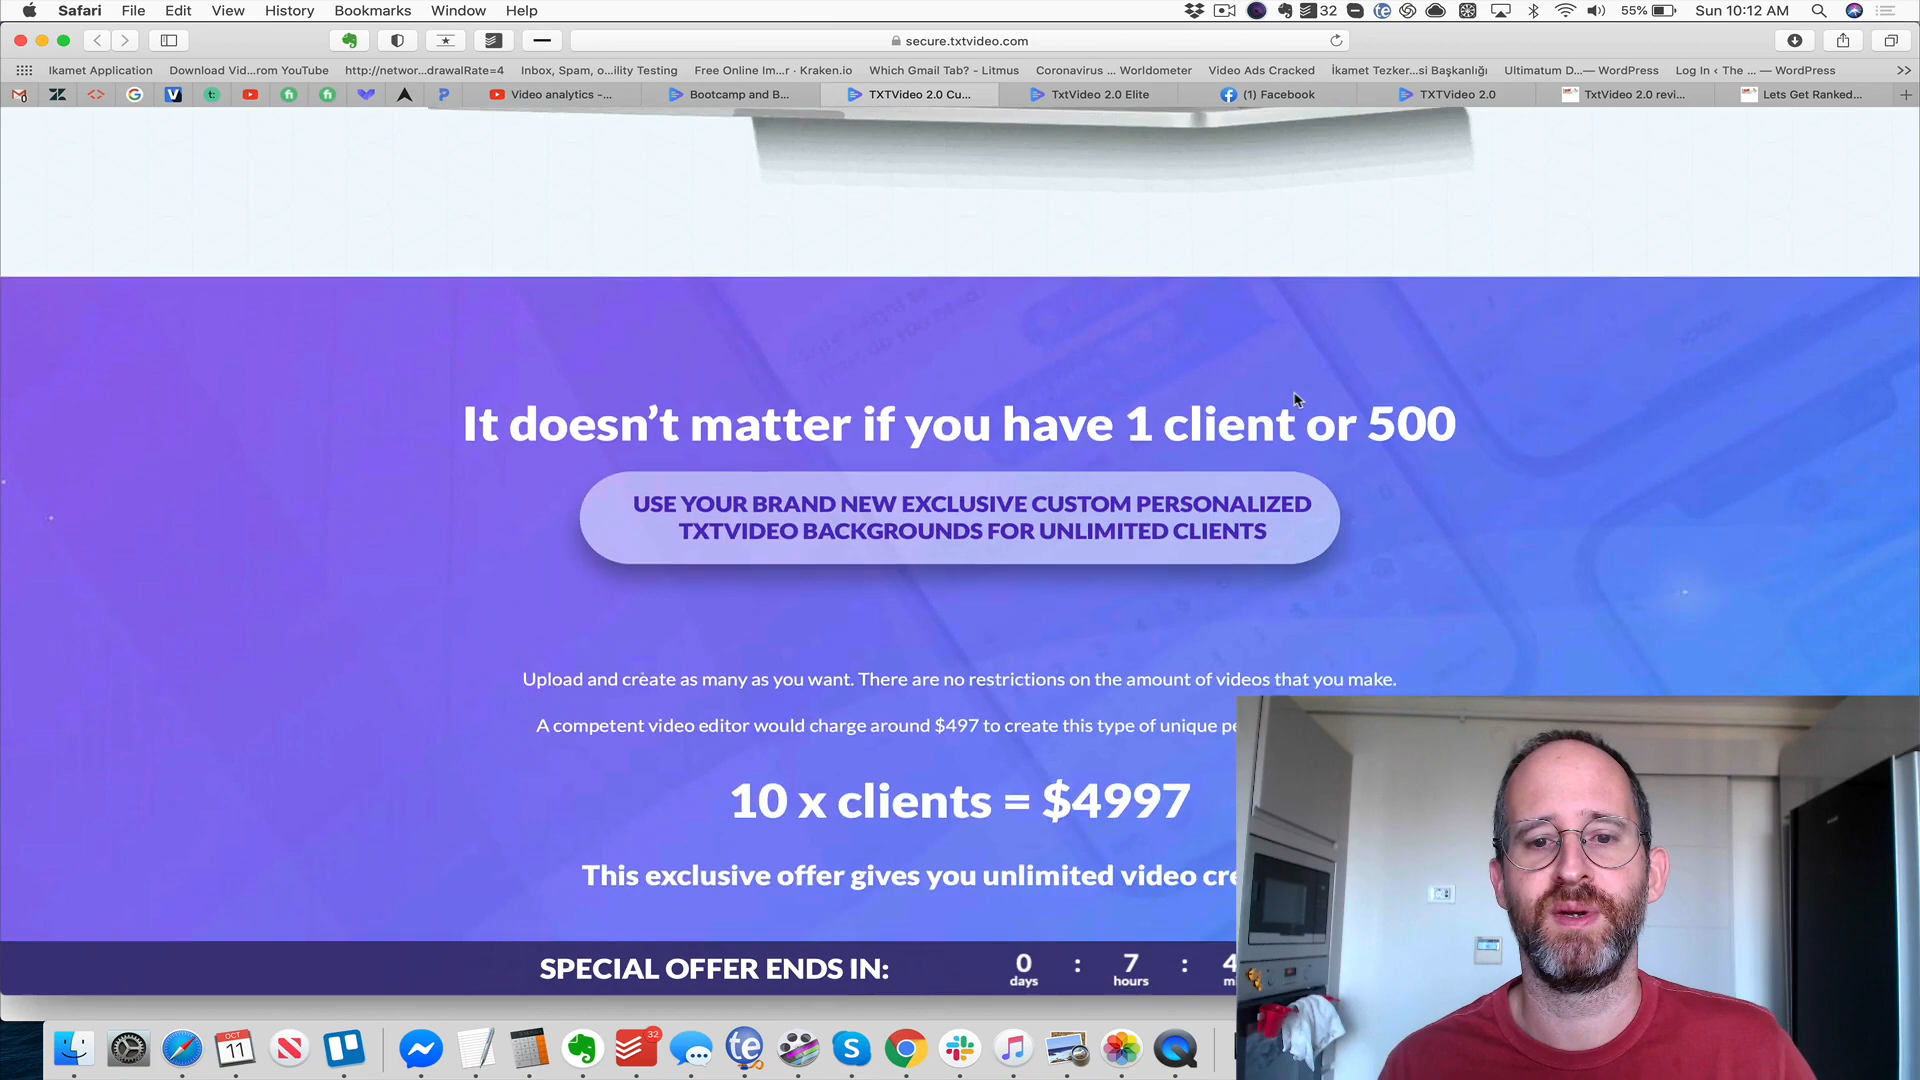 Safari File Edit View History Bookmarks Window Help 32 55% Sun 10:12 AM
secure.txtvideo.com
Ikamet Application Download Vid...rom YouTube http://networ...drawalRate=4 Inbox, Spam, o...ility Testing Free Online Im...r · Kraken.io Which Gmail Tab? - Litmus Coronavirus ... Worldometer Video Ads Cracked İkamet Tezker...si Başkanlığı Ultimatum D...— WordPress Log In ‹ The ... — WordPress
Video analytics -... Bootcamp and B... TXTVideo 2.0 Cu... TxtVideo 2.0 Elite (1) Facebook TXTVideo 2.0 TxtVideo 2.0 revi... Lets Get Ranked...
It doesn't matter if you have 1 client or 500
USE YOUR BRAND NEW EXCLUSIVE CUSTOM PERSONALIZED
TXTVIDEO BACKGROUNDS FOR UNLIMITED CLIENTS
Upload and create as many as you want. There are no restrictions on the amount of videos that you make.
A competent video editor would charge around $497 to create this type of unique pe
10 x clients = $4997
This exclusive offer gives you unlimited video cre
SPECIAL OFFER ENDS IN: 0 : 7 : 4
days hours m
OCT
11
32
te